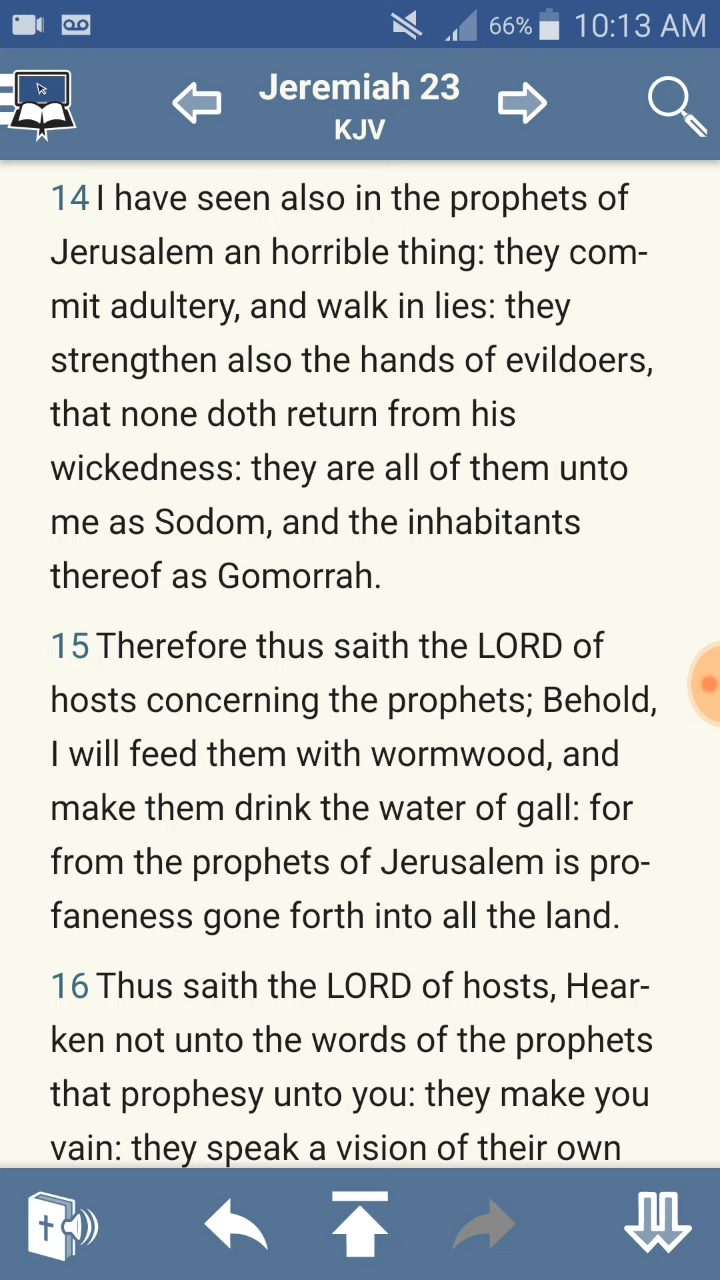 66% 10:13 AM
Jeremiah 23
KJV
14 I have seen also in the prophets of
Jerusalem an horrible thing: they com-
mit adultery, and walk in lies: they
strengthen also the hands of evildoers,
that none doth return from his
wickedness: they are all of them unto
me as Sodom, and the inhabitants
thereof as Gomorrah.
15 Therefore thus saith the LORD of
hosts concerning the prophets; Behold,
I will feed them with wormwood, and
make them drink the water of gall: for
from the prophets of Jerusalem is pro-
faneness gone forth into all the land.
16 Thus saith the LORD of hosts, Hear-
ken not unto the words of the prophets
that prophesy unto you: they make you
vain: they speak a vision of their own